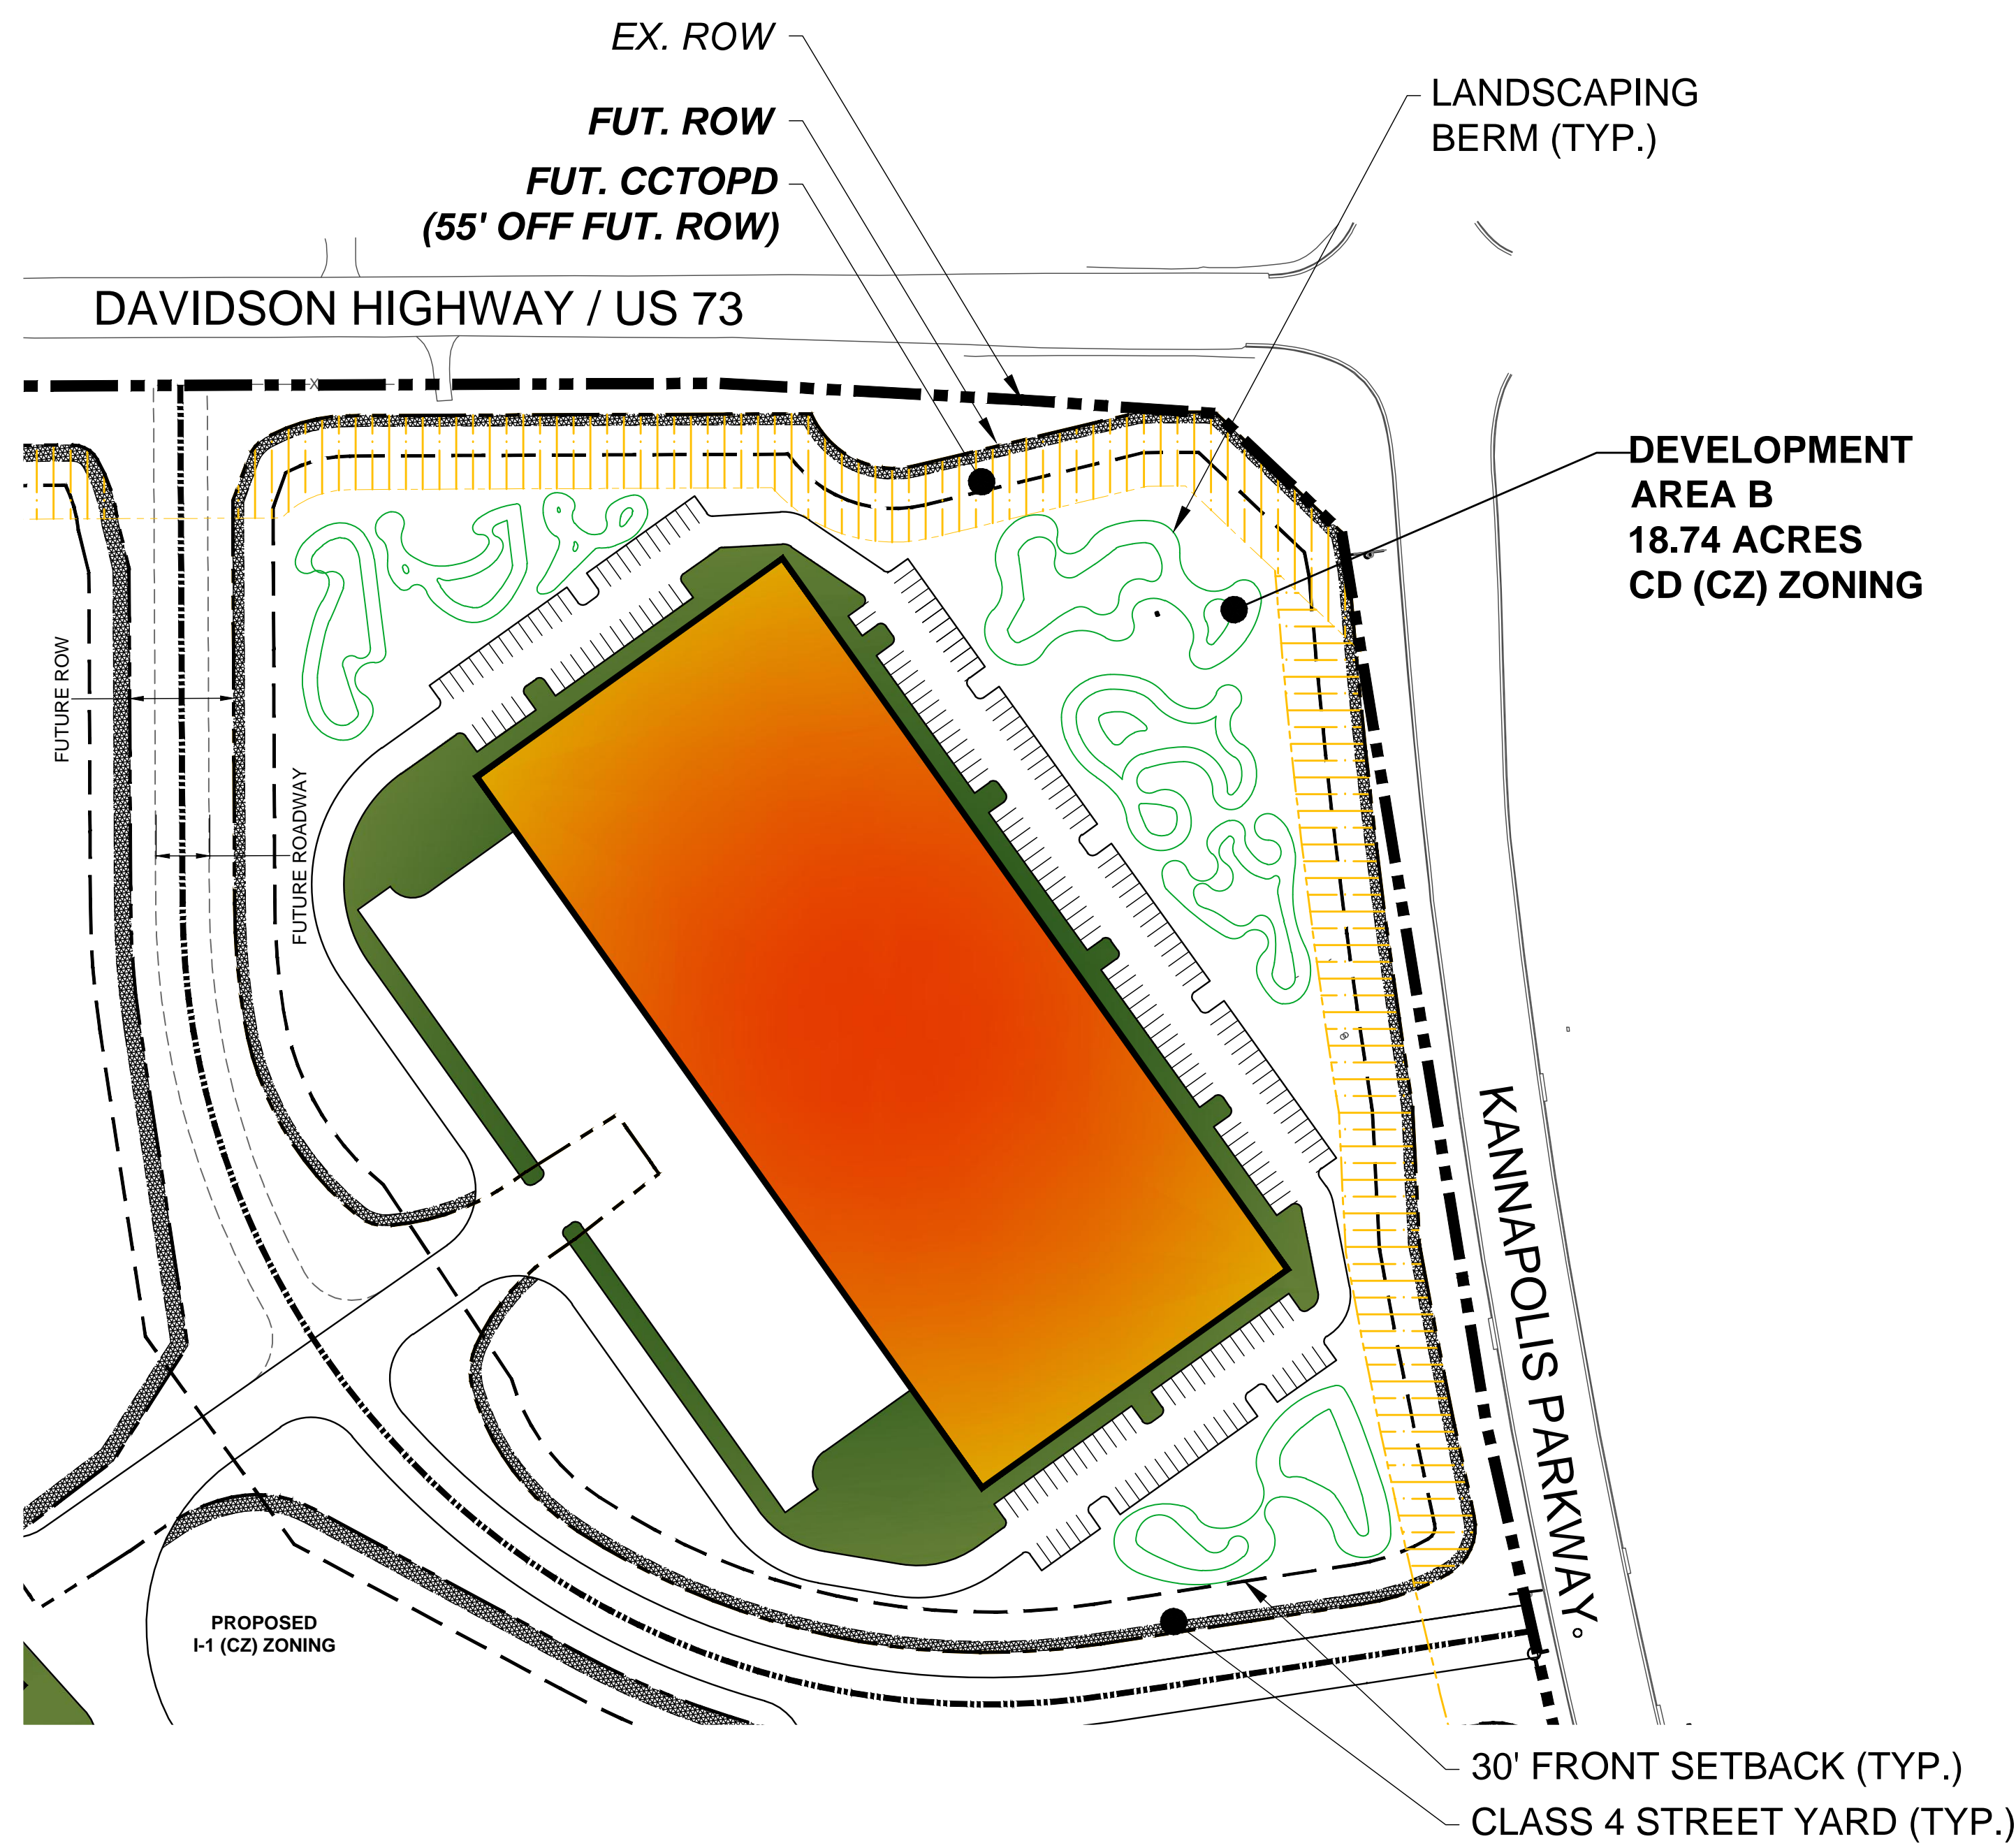 EX. ROW
FUT. ROW
FUT. CCTOPD
(55' OFF FUT. ROW)
LANDSCAPING
BERM (TYP.)
DAVIDSON HIGHWAY / US 73
DEVELOPMENT
AREA B
18.74 ACRES
CD (CZ) ZONING
FUTURE ROW
FUTURE ROADWAY
KANNAPOLIS PARKWAY
PROPOSED
I-1 (CZ) ZONING
30' FRONT SETBACK (TYP.)
CLASS 4 STREET YARD (TYP.)